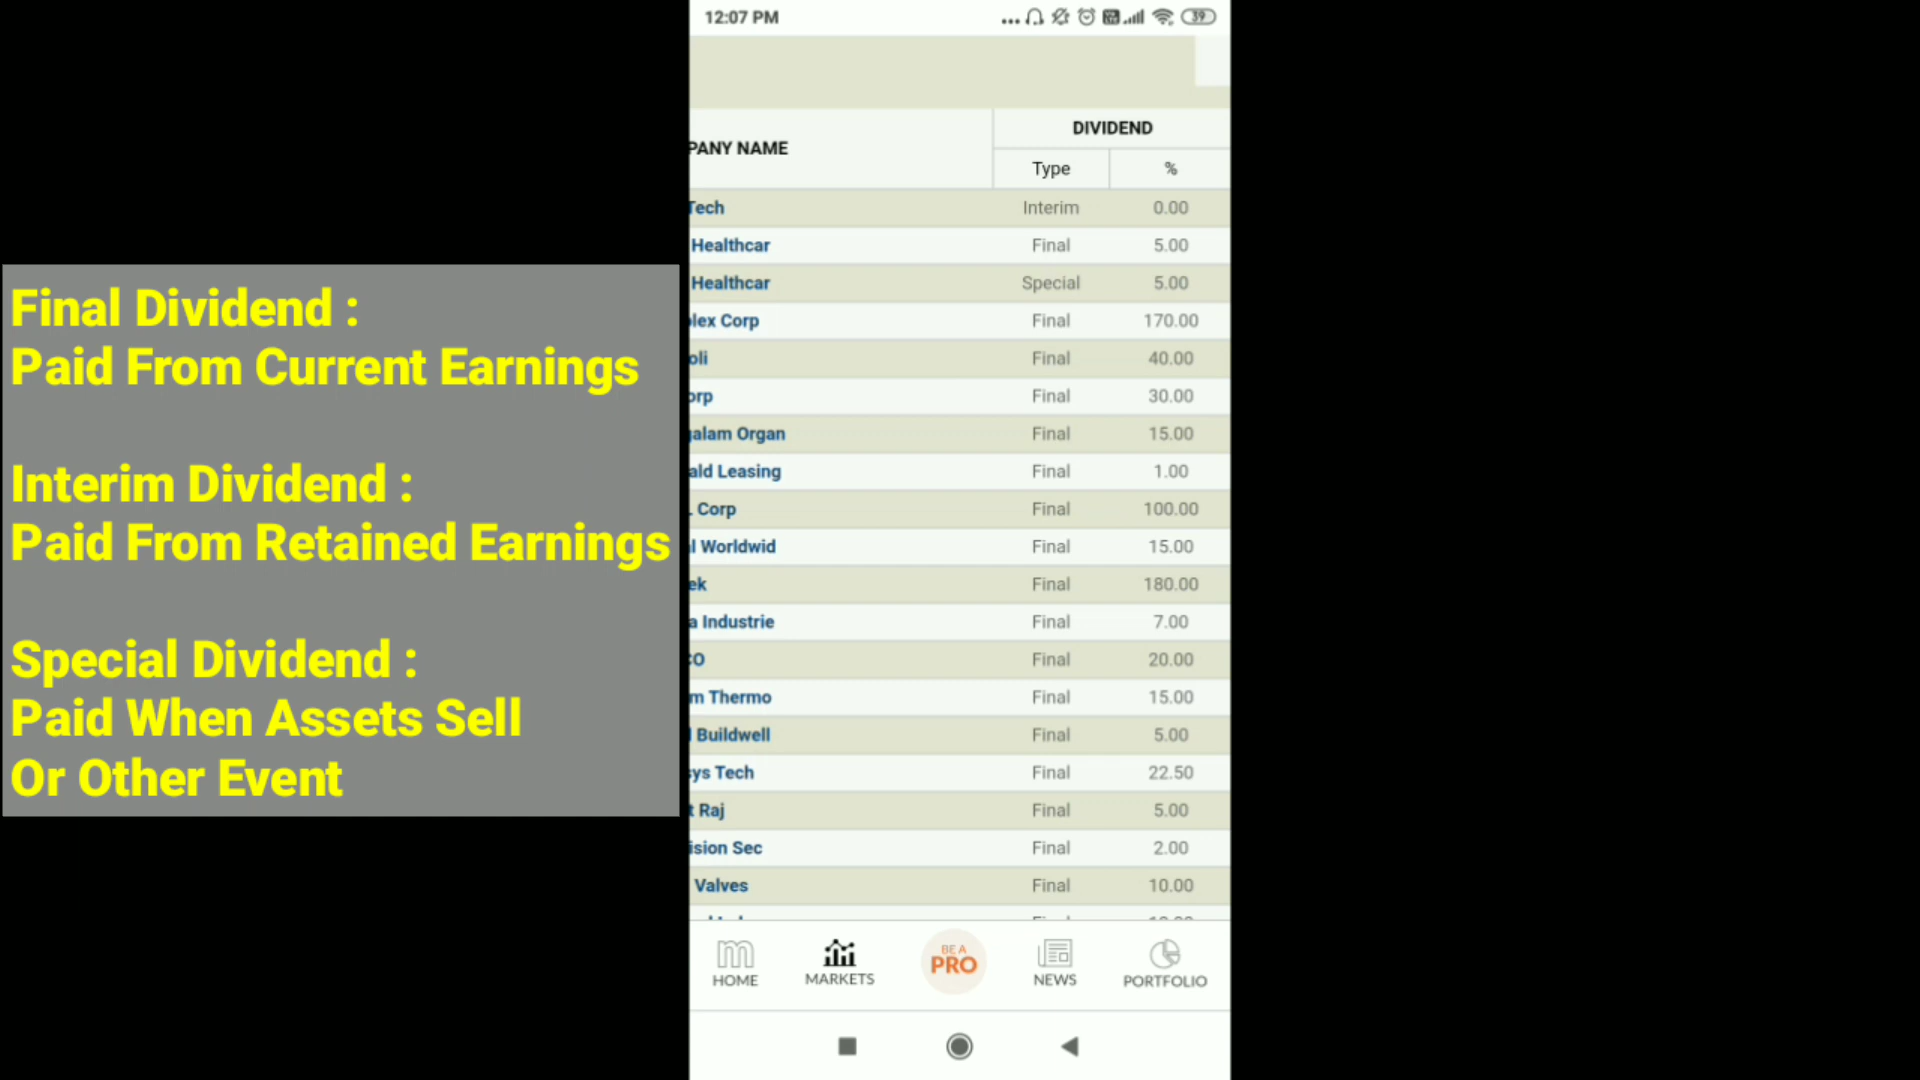 12:07 PM
39
Final Dividend :
Paid From Current Earnings
Interim Dividend :
Paid From Retained Earnings
Special Dividend :
Paid When Assets Sell
Or Other Event
PANY NAME
DIVIDEND
Type %
Tech Interim 0.00
Healthcar Final 5.00
Healthcar Special 5.00
lex Corp Final 170.00
oli Final 40.00
orp Final 30.00
galam Organ Final 15.00
ald Leasing Final 1.00
Corp Final 100.00
l Worldwid Final 15.00
ek Final 180.00
a Industrie Final 7.00
CO Final 20.00
m Thermo Final 15.00
Buildwell Final 5.00
sys Tech Final 22.50
t Raj Final 5.00
ision Sec Final 2.00
Valves Final 10.00
HOME
MARKETS
BE A
PRO
NEWS
PORTFOLIO